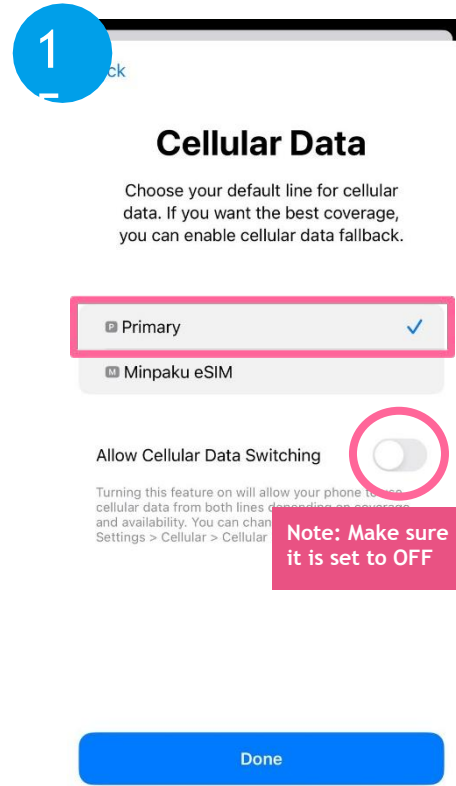 1
ck
Cellular Data
Choose your default line for cellular
data. If you want the best coverage,
you can enable cellular data fallback.
P Primary
M Minpaku eSIM
Allow Cellular Data Switching
Turning this feature on will allow your phone to use
cellular data from both lines depending on coverage
and availability. You can chan
Settings > Cellular > Cellular
Note: Make sure
it is set to OFF
Done